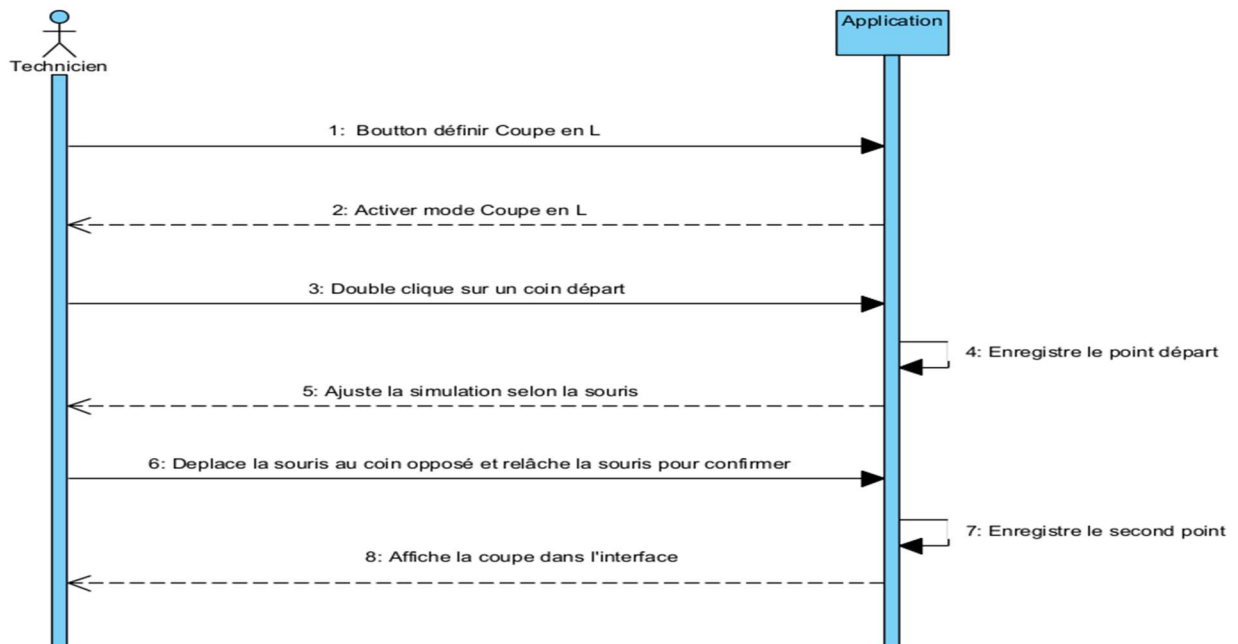 Technicien
Application
1:  Boutton définir Coupe en L
2: Activer mode Coupe en L
3: Double clique sur un coin départ
4: Enregistre le point départ
5: Ajuste la simulation selon la souris
6: Deplace la souris au coin opposé et relâche la souris pour confirmer
7: Enregistre le second point
8: Affiche la coupe dans l'interface